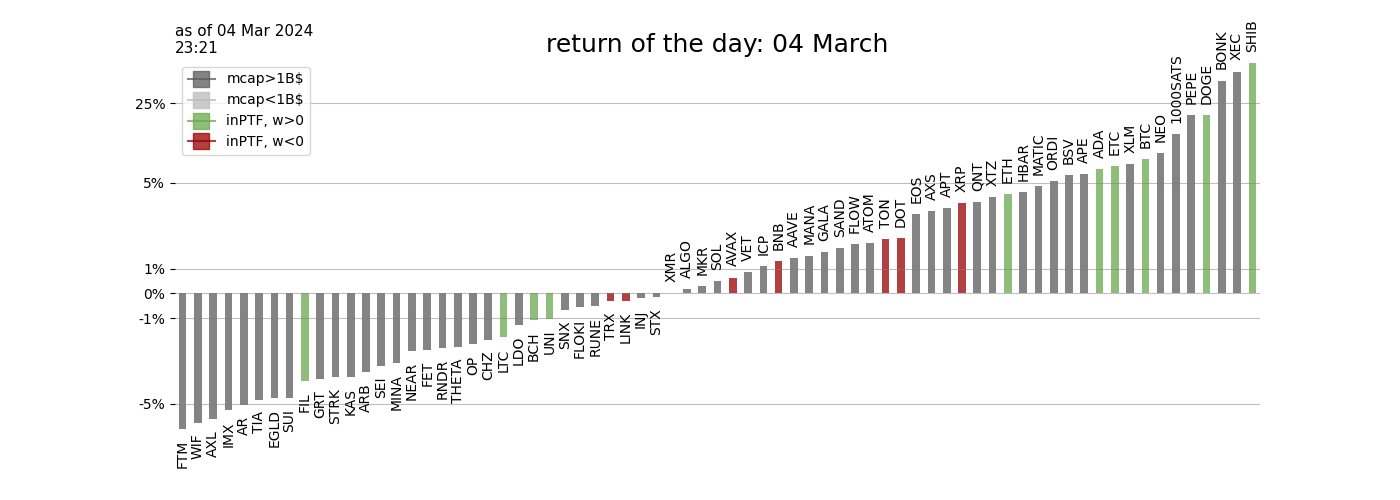 as of 04 Mar 2024
23:21
return of the day: 04 March
mcap>1B$
mcap<1B$
inPTF, w>0
inPTF, w<0
25%
5%
1%
0%
-1%
-5%
FTM
WIF
AXL
IMX
AR
TIA
EGLD
SUI
FIL
GRT
STRK
KAS
ARB
SEI
MINA
NEAR
FET
RNDR
THETA
OP
CHZ
LTC
LDO
BCH
UNI
SNX
FLOKI
RUNE
TRX
LINK
INJ
STX
XMR
ALGO
MKR
SOL
AVAX
VET
ICP
BNB
AAVE
MANA
GALA
SAND
FLOW
ATOM
TON
DOT
EOS
AXS
APT
XRP
QNT
XTZ
ETH
HBAR
MATIC
ORDI
BSV
APE
ADA
ETC
XLM
BTC
NEO
1000SATS
PEPE
DOGE
BONK
XEC
SHIB